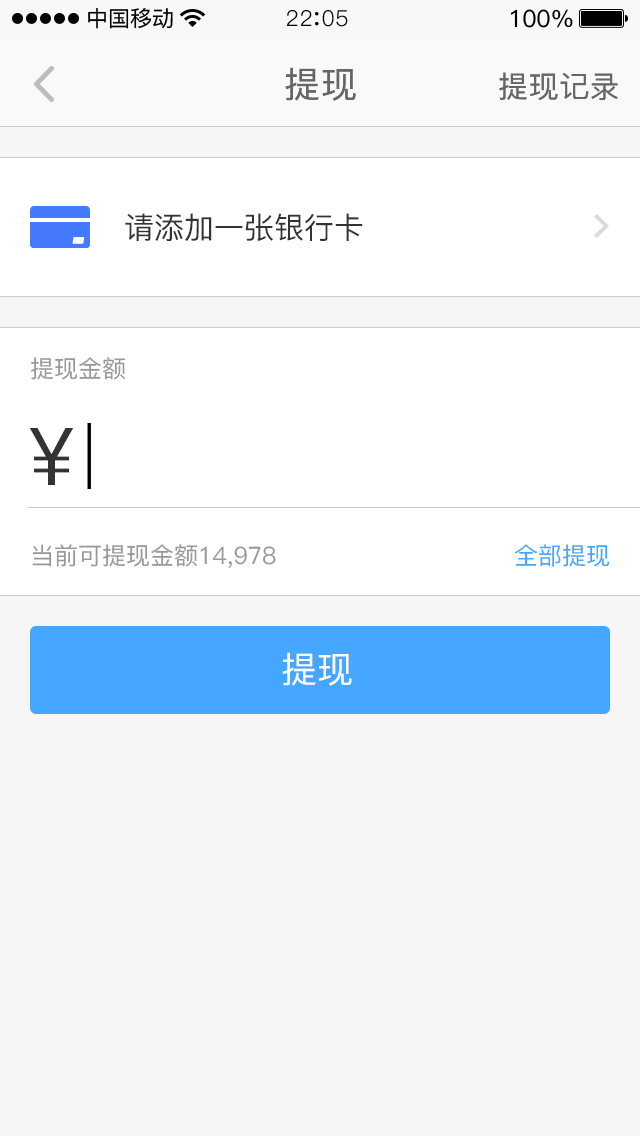 中国移动 22:05 100%
提现 提现记录
请添加一张银行卡
提现金额
¥
当前可提现金额14,978 全部提现
提现